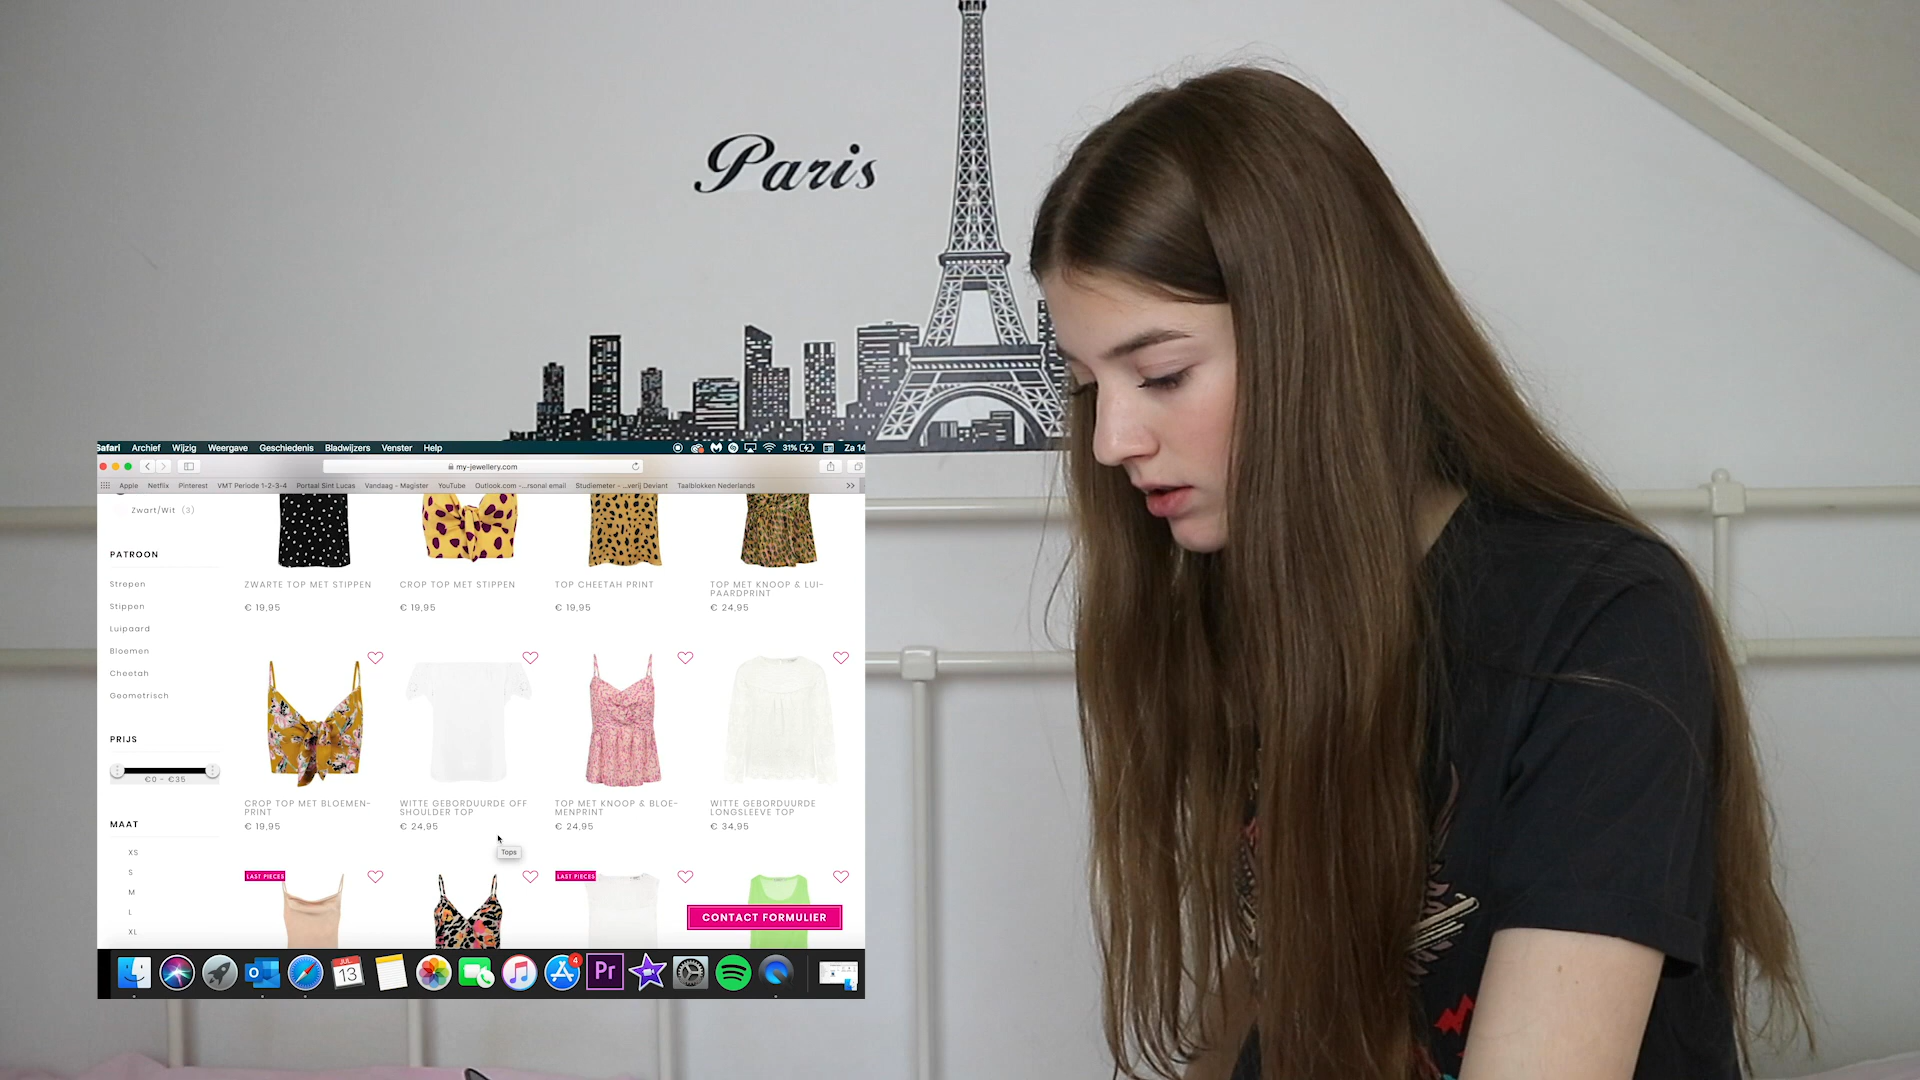 Paris
Safari Archief Wijzig Weergave Geschiedenis Bladwijzers Venster Help 31% Za 14
my-jewellery.com
Apple Netflix Pinterest VMT Periode 1-2-3-4 Portaal Sint Lucas Vandaag - Magister YouTube Outlook.com -...rsonal email Studiemeter - ...verij Deviant Taalblokken Nederlands >>
Zwart/Wit (3)
PATROON
Strepen
Stippen
Luipaard
Bloemen
Cheetah
Geometrisch
PRIJS
€0 - €35
MAAT
XS
S
M
L
XL
ZWARTE TOP MET STIPPEN
€ 19,95
CROP TOP MET STIPPEN
€ 19,95
TOP CHEETAH PRINT
€ 19,95
TOP MET KNOOP & LUI-
PAARDPRINT
€ 24,95
CROP TOP MET BLOEMEN-
PRINT
€ 19,95
WITTE GEBORDUURDE OFF
SHOULDER TOP
€ 24,95
TOP MET KNOOP & BLOE-
MENPRINT
€ 24,95
WITTE GEBORDUURDE
LONGSLEEVE TOP
€ 34,95
Tops
LAST PIECES
LAST PIECES
CONTACT FORMULIER
JUL
13
4
Pr